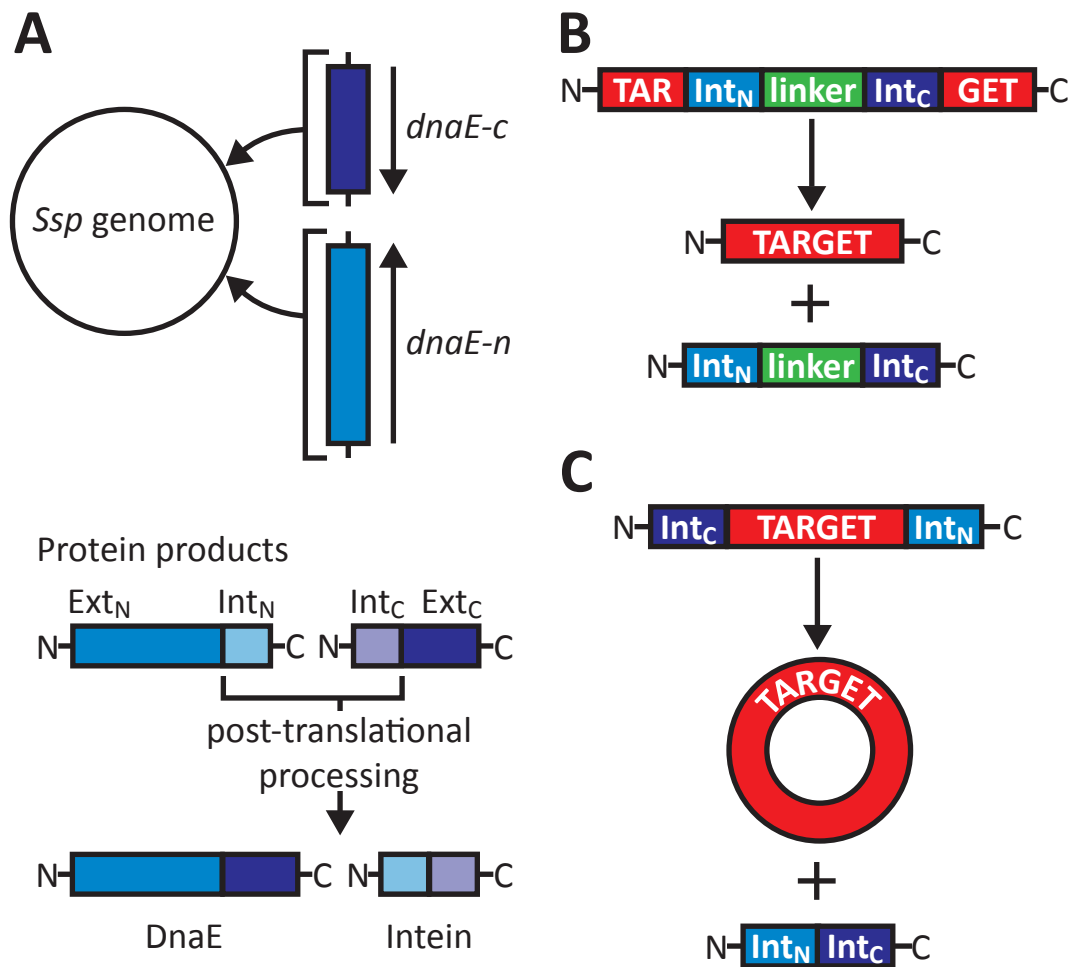 A
Ssp genome
dnaE-c
dnaE-n
Protein products
ExtN IntN IntC ExtC
N C N C
post-translational
processing
N C N C
DnaE Intein
B
N TAR IntN linker IntC GET C
N TARGET C
+
N IntN linker IntC C
C
N IntC TARGET IntN C
TARGET
+
N IntN IntC C